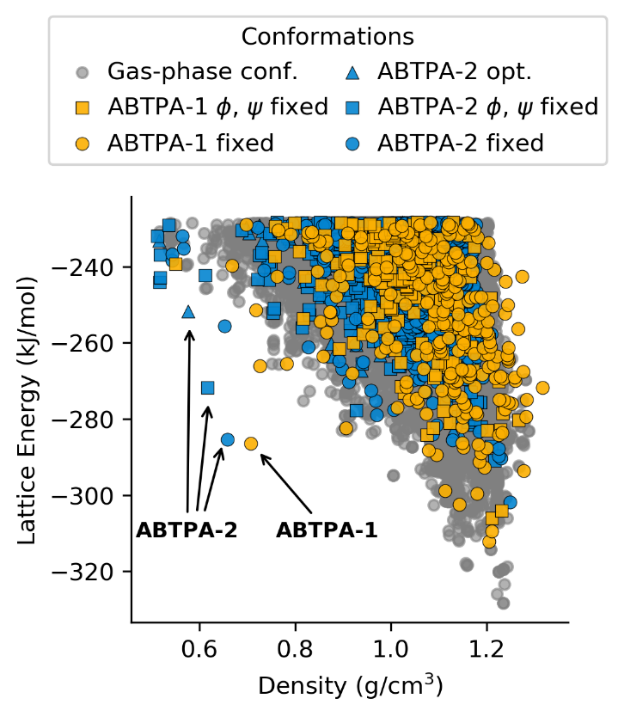 Conformations
Gas-phase conf.
ABTPA-1 ϕ, ψ fixed
ABTPA-1 fixed
ABTPA-2 opt.
ABTPA-2 ϕ, ψ fixed
ABTPA-2 fixed
Lattice Energy (kJ/mol)
−240
−260
−280
−300
−320
ABTPA-2
ABTPA-1
0.6
0.8
1.0
1.2
Density (g/cm³)